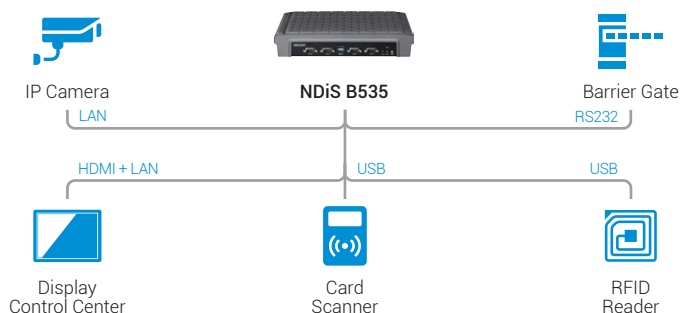 IP Camera
NDiS B535
Barrier Gate
LAN
RS232
HDMI + LAN
USB
USB
Display
Control Center
Card
Scanner
RFID
Reader